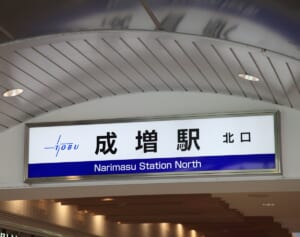 TOBU 成増駅 北口
Narimasu Station North